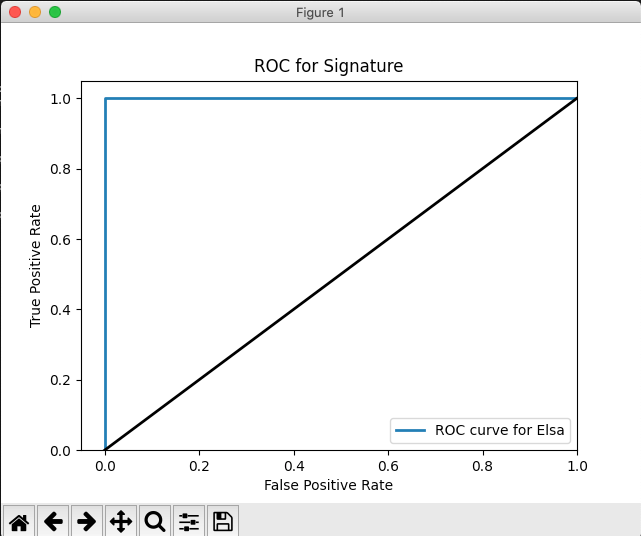 Figure 1
ROC for Signature
1.0
0.8
0.6
0.4
0.2
0.0
True Positive Rate
0.0 0.2 0.4 0.6 0.8 1.0
False Positive Rate
ROC curve for Elsa